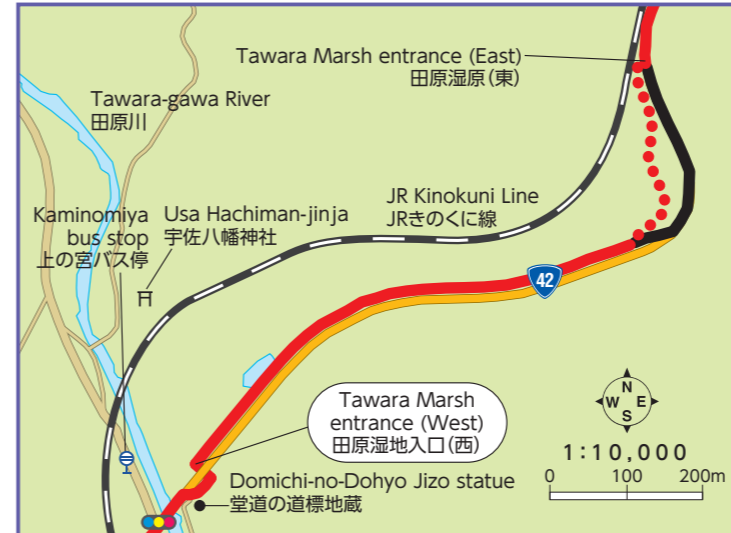 Tawara Marsh entrance (East)
田原湿原(東)
Tawara-gawa River
田原川
Kaminomiya
bus stop
上の宮バス停
Usa Hachiman-jinja
宇佐八幡神社
JR Kinokuni Line
JRきのくに線
42
Tawara Marsh
entrance (West)
田原湿地入口(西)
Domichi-no-Dohyo Jizo statue
堂道の道標地蔵
N
W E
S
1:10,000
0 100 200m